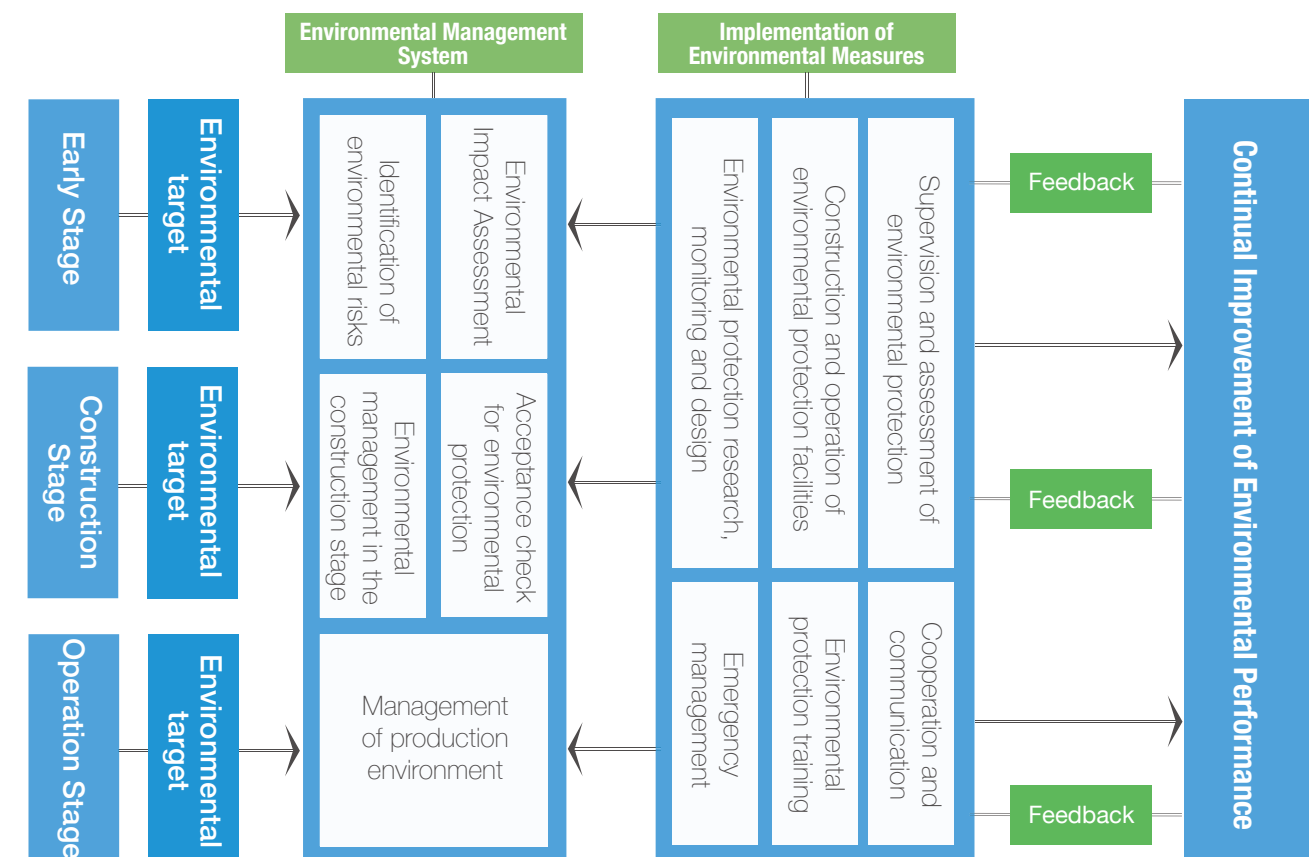 Environmental Management
System
Implementation of
Environmental Measures
Early Stage
Environmental
target
Identification of
environmental risks
Environmental
Impact Assessment
Construction
Stage
Environmental
target
Environmental
management in the
construction stage
Acceptance check
for environmental
protection
Operation Stage
Environmental
target
Management
of production
environment
Environmental protection research,
monitoring and design
Construction and operation of
environmental protection facilities
Supervision and assessment of
environmental protection
Emergency
management
Environmental
protection training
Cooperation and
communication
Feedback
Feedback
Feedback
Continual Improvement of Environmental Performance